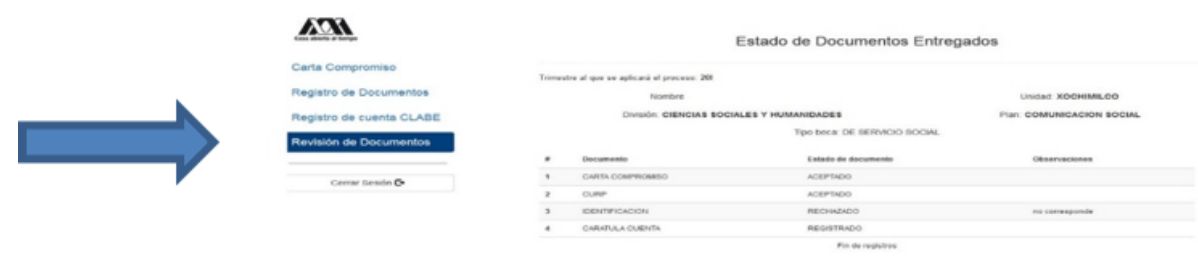 Casa abierta al tiempo
Carta Compromiso
Registro de Documentos
Registro de cuenta CLABE
Revisión de Documentos
Cerrar Sesión
Estado de Documentos Entregados
Trimestre al que se aplicará el proceso: 20I
Nombre Unidad: XOCHIMILCO
División: CIENCIAS SOCIALES Y HUMANIDADES Plan: COMUNICACION SOCIAL
Tipo beca: DE SERVICIO SOCIAL
# Documento Estado de documento Observaciones
1 CARTA COMPROMISO ACEPTADO
2 CURP ACEPTADO
3 IDENTIFICACION RECHAZADO no corresponde
4 CARATULA CUENTA REGISTRADO
Fin de registros